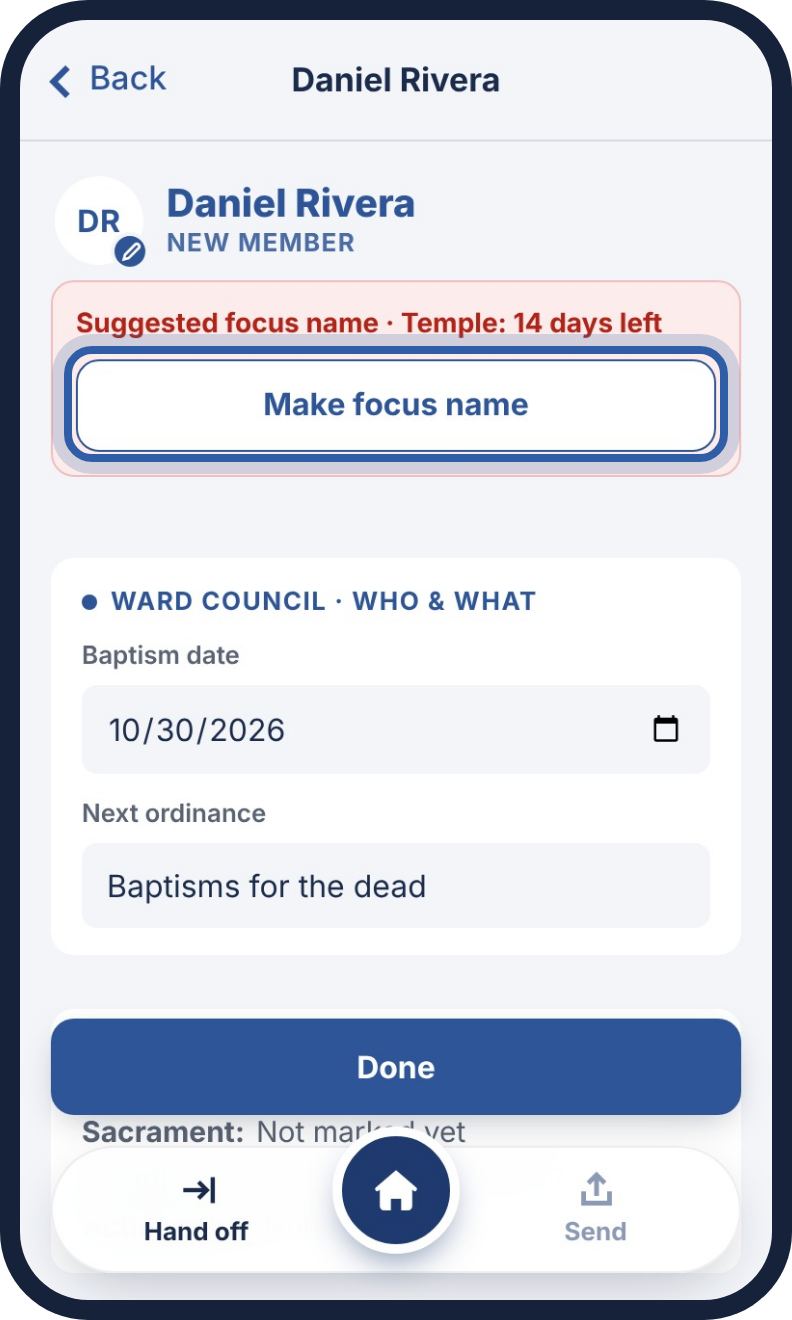 Back
Daniel Rivera
DR
Daniel Rivera
NEW MEMBER
Suggested focus name · Temple: 14 days left
Make focus name
WARD COUNCIL · WHO & WHAT
Baptism date
10/30/2026
Next ordinance
Baptisms for the dead
Done
Sacrament: Not marked yet
Hand off
Send